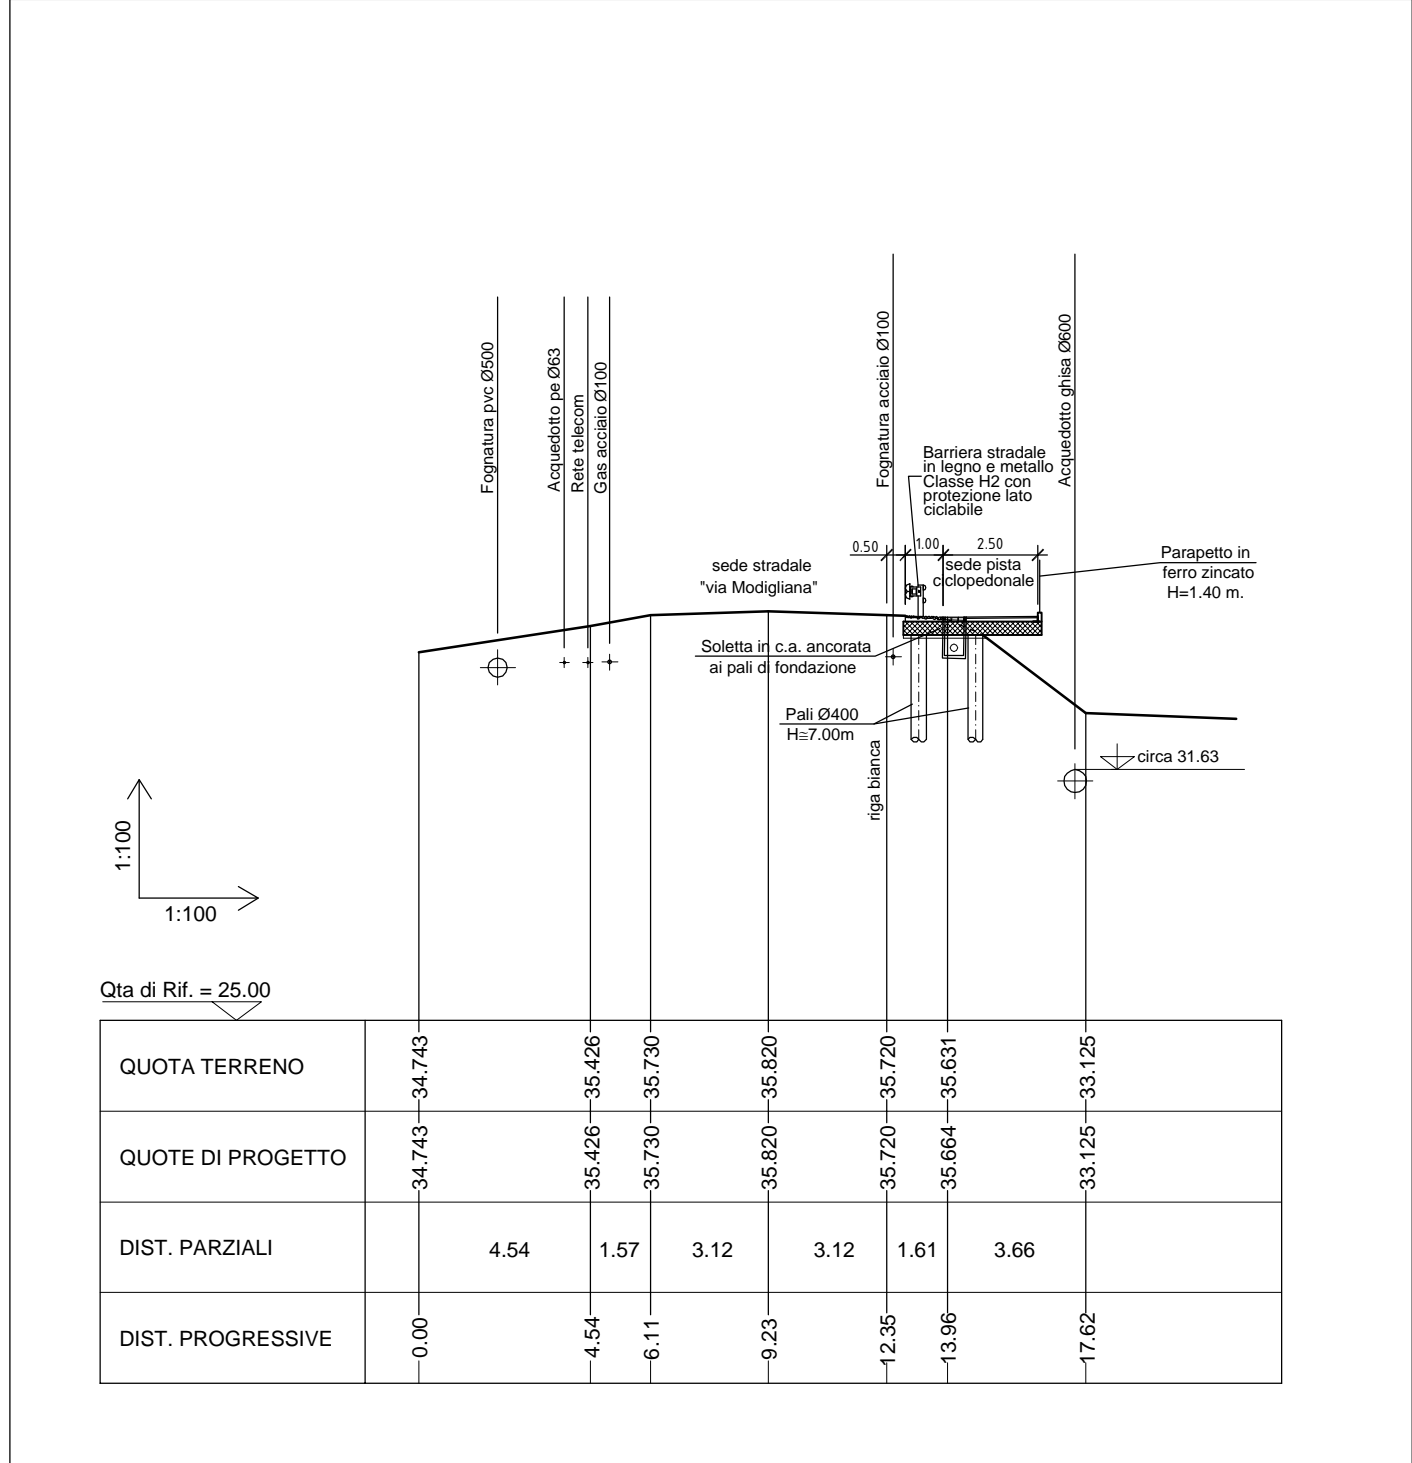 Fognatura pvc Ø500
Acquedotto pe Ø63
Rete telecom
Gas acciaio Ø100
Fognatura acciaio Ø100
Acquedotto ghisa Ø600
Barriera stradale
in legno e metallo
Classe H2 con
protezione lato
ciclabile
0.50
1.00
2.50
sede stradale
"via Modigliana"
sede pista
ciclopedonale
Parapetto in
ferro zincato
H=1.40 m.
Soletta in c.a. ancorata
ai pali di fondazione
Pali Ø400
H≅7.00m
riga bianca
circa 31.63
1:100
1:100
Qta di Rif. = 25.00
QUOTA TERRENO 34.743 35.426 35.730 35.820 35.720 35.631 33.125
QUOTE DI PROGETTO 34.743 35.426 35.730 35.820 35.720 35.664 33.125
DIST. PARZIALI 4.54 1.57 3.12 3.12 1.61 3.66
DIST. PROGRESSIVE 0.00 4.54 6.11 9.23 12.35 13.96 17.62